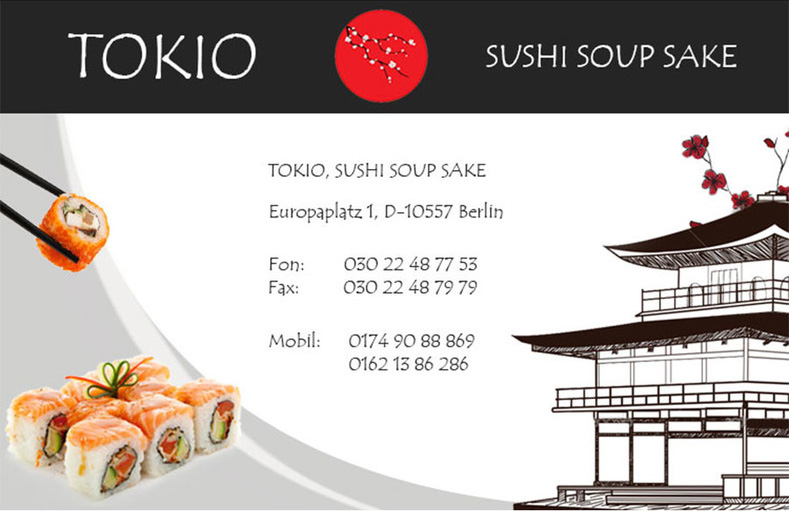 TOKIO
SUSHI SOUP SAKE
TOKIO, SUSHI SOUP SAKE
Europaplatz 1, D-10557 Berlin
Fon: 030 22 48 77 53
Fax: 030 22 48 79 79
Mobil: 0174 90 88 869
0162 13 86 286